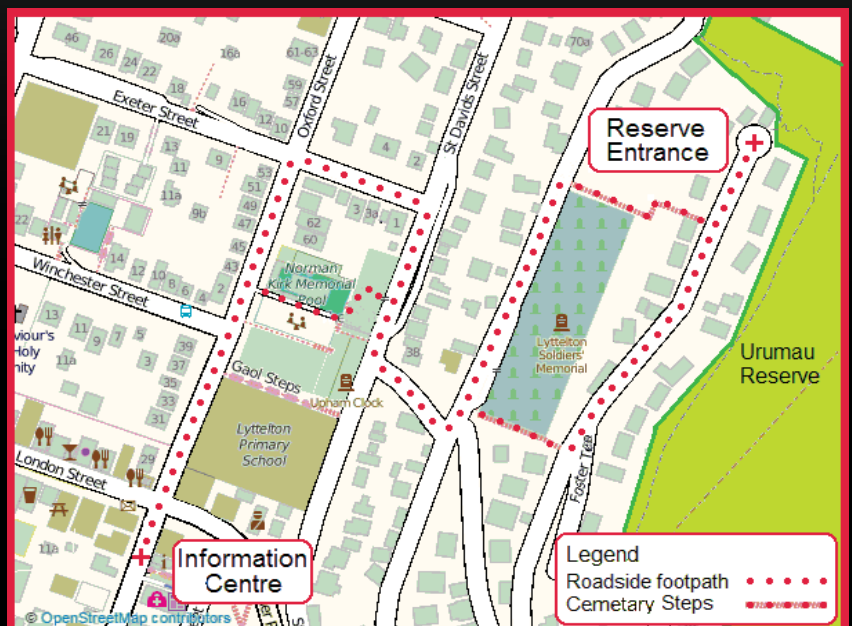 46
20a
16a
61-63
70a
26
24
22
18
59
57
16
12
10
Exeter Street
Oxford Street
St Davids Street
Reserve
Entrance
21
19
13
11
9
4
2
53
51
11a
49
9b
47
62
3
3a
1
60
22
45
43
14
12
10
8
6
4
2
Winchester Street
Norman
Kirk Memorial
Pool
13
11
9
7
5
viour's
Holy
nity
11a
39
37
35
33
31
38
Gaol Steps
Upham Clock
Lyttelton
Soldiers'
Memorial
Urumau
Reserve
Lyttelton
Primary
School
29
London Street
Foster Tce
11a
Information
Centre
Legend
Roadside footpath
Cemetary Steps
© OpenStreetMap contributors